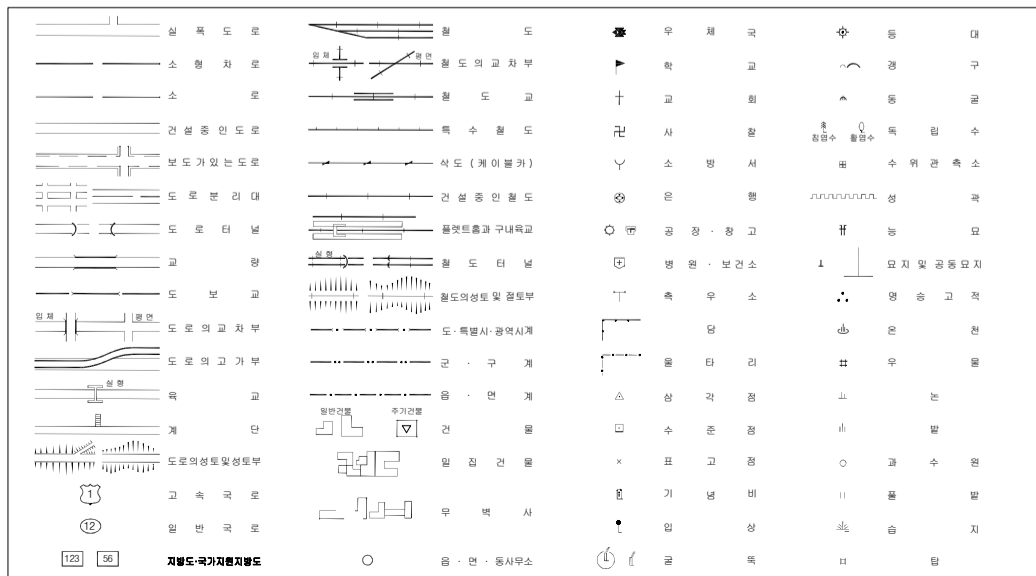 실 폭 도 로
소 형 차 로
소 로
건 설 중 인 도 로
보 도 가 있 는 도 로
도 로 분 리 대
도 로 터 널
교 량
도 보 교
입 체 평 면
도 로 의 교 차 부
도 로 의 고 가 부
실 형
육 교
계 단
도로의성토및성토부
1 고 속 국 로
12 일 반 국 로
123 56 지방도·국가지원지방도
철 도
입 체 평 면
철 도 의 교 차 부
철 도 교
특 수 철 도
삭 도 ( 케 이 블 카 )
건 설 중 인 철 도
플렛트홈과 구내육교
실 형
철 도 터 널
철도의성토 및 절토부
도 · 특별시 · 광역시계
군 · 구 계
읍 · 면 계
일반건물 주기건물
건 물
밀 집 건 물
무 벽 사
읍 · 면 · 동사무소
우 체 국
학 교
교 회
사 찰
소 방 서
은 행
공 장 · 창 고
병 원 · 보 건 소
측 우 소
담
울 타 리
삼 각 점
수 준 점
표 고 점
기 념 비
입 상
굴 뚝
등 대
갱 구
동 굴
침엽수 활엽수
독 립 수
수 위 관 측 소
성 곽
능 묘
묘지 및 공동묘지
명 승 고 적
온 천
우 물
논
밭
과 수 원
풀 밭
습 지
탑